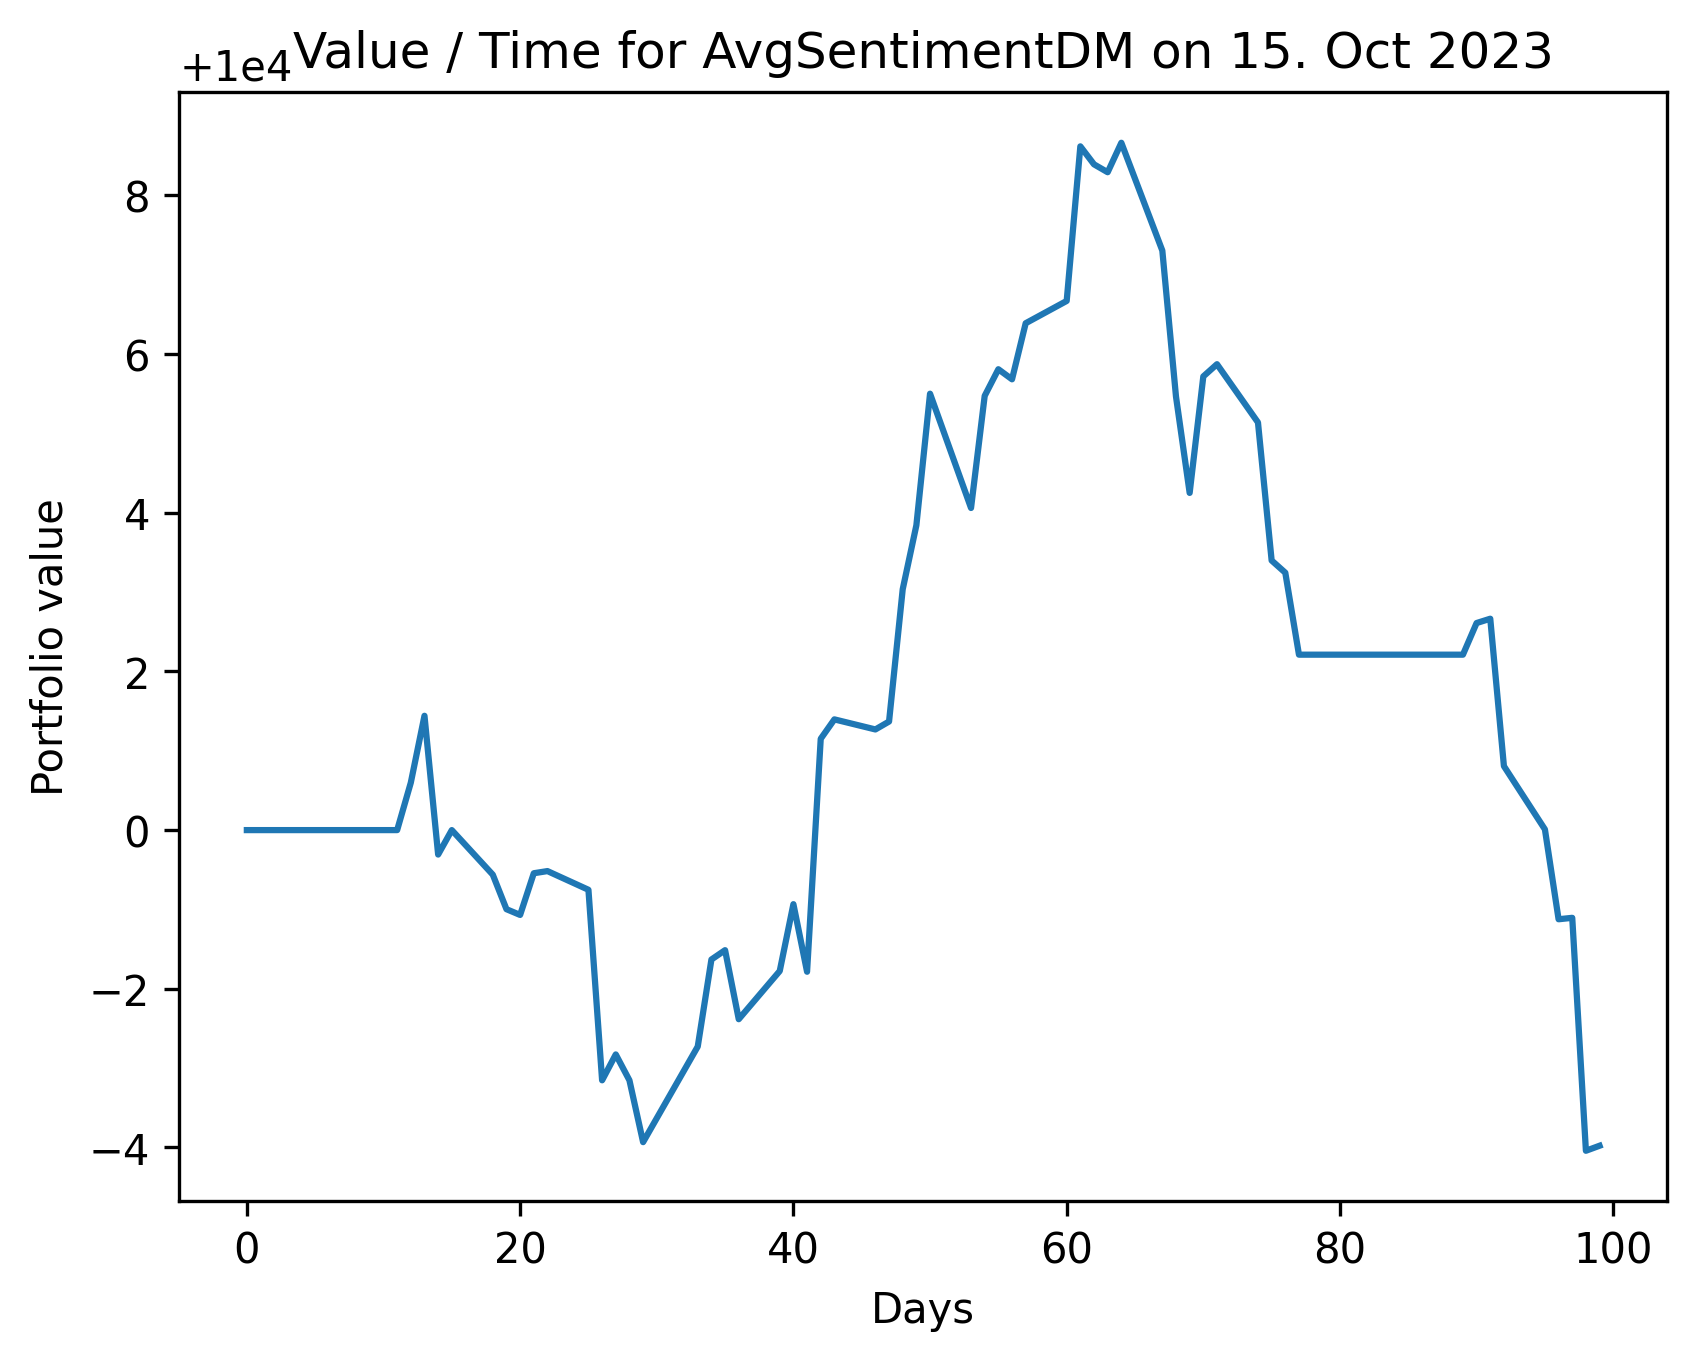 Value / Time for AvgSentimentDM on 15. Oct 2023
+1e4
8
6
4
2
0
−2
−4
Portfolio value
0 20 40 60 80 100
Days